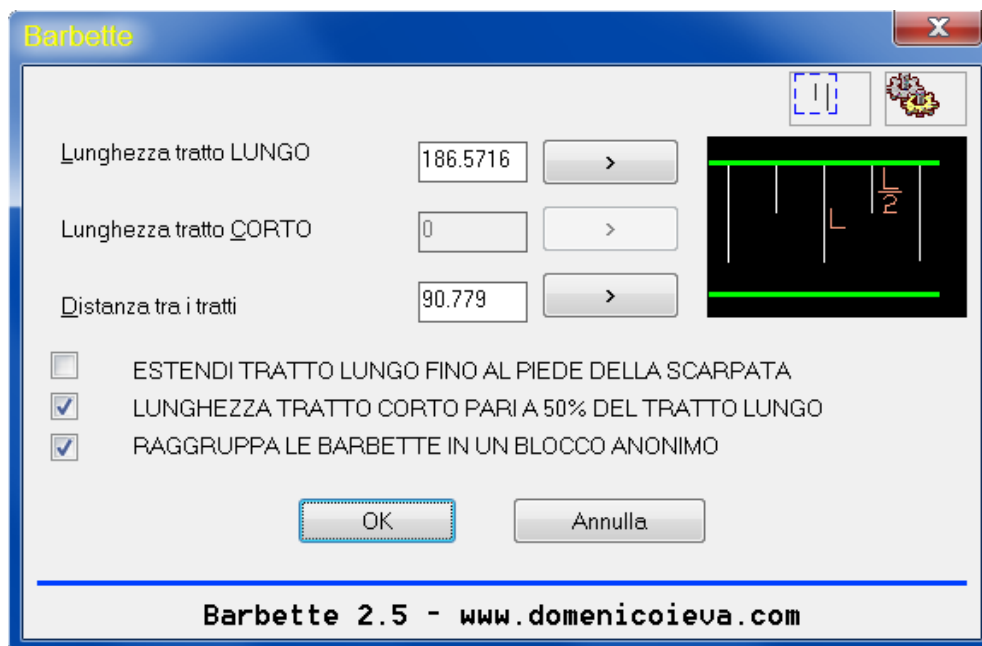 Barbette
X
Lunghezza tratto LUNGO
186.5716
>
Lunghezza tratto CORTO
0
>
Distanza tra i tratti
90.779
>
L
L
2
ESTENDI TRATTO LUNGO FINO AL PIEDE DELLA SCARPATA
LUNGHEZZA TRATTO CORTO PARI A 50% DEL TRATTO LUNGO
RAGGRUPPA LE BARBETTE IN UN BLOCCO ANONIMO
OK
Annulla
Barbette 2.5 - www.domenicoieva.com